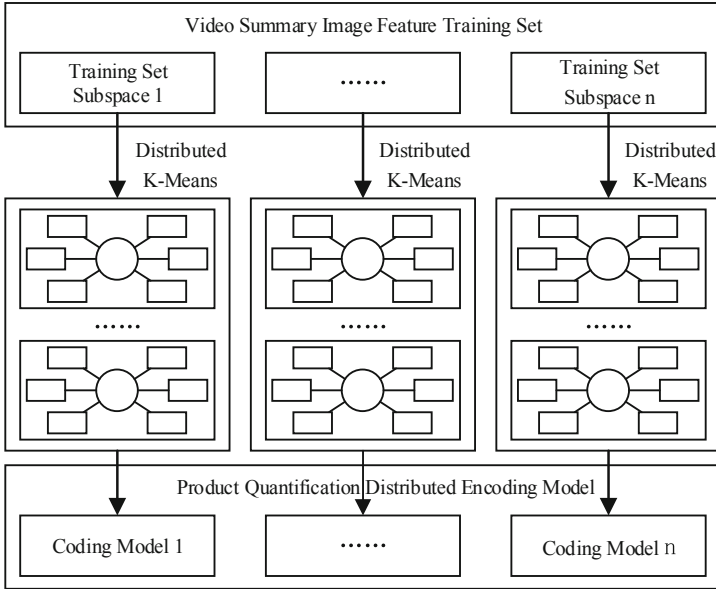 Video Summary Image Feature Training Set
Training Set
Subspace 1
……
Training Set
Subspace n
Distributed
K-Means
Distributed
K-Means
Distributed
K-Means
……
……
……
Product Quantification Distributed Encoding Model
Coding Model 1
……
Coding Model n